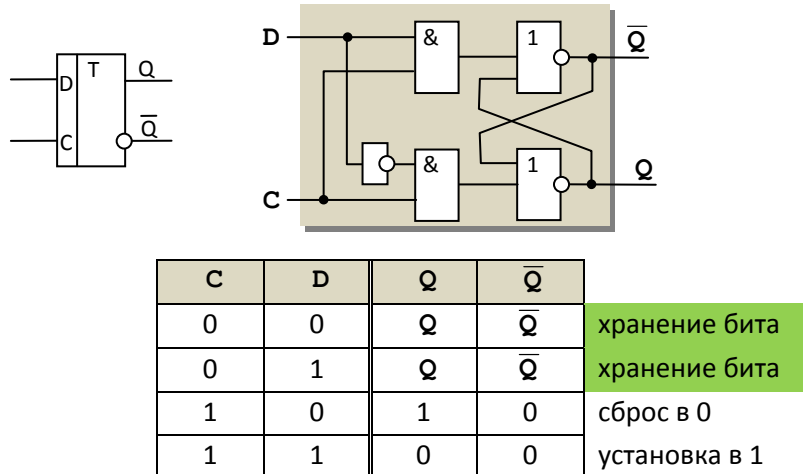 D T Q
C Q̅
D & 1 Q̅
C & 1 Q
C D Q Q̅
0 0 Q Q̅ хранение бита
0 1 Q Q̅ хранение бита
1 0 1 0 сброс в 0
1 1 0 0 установка в 1